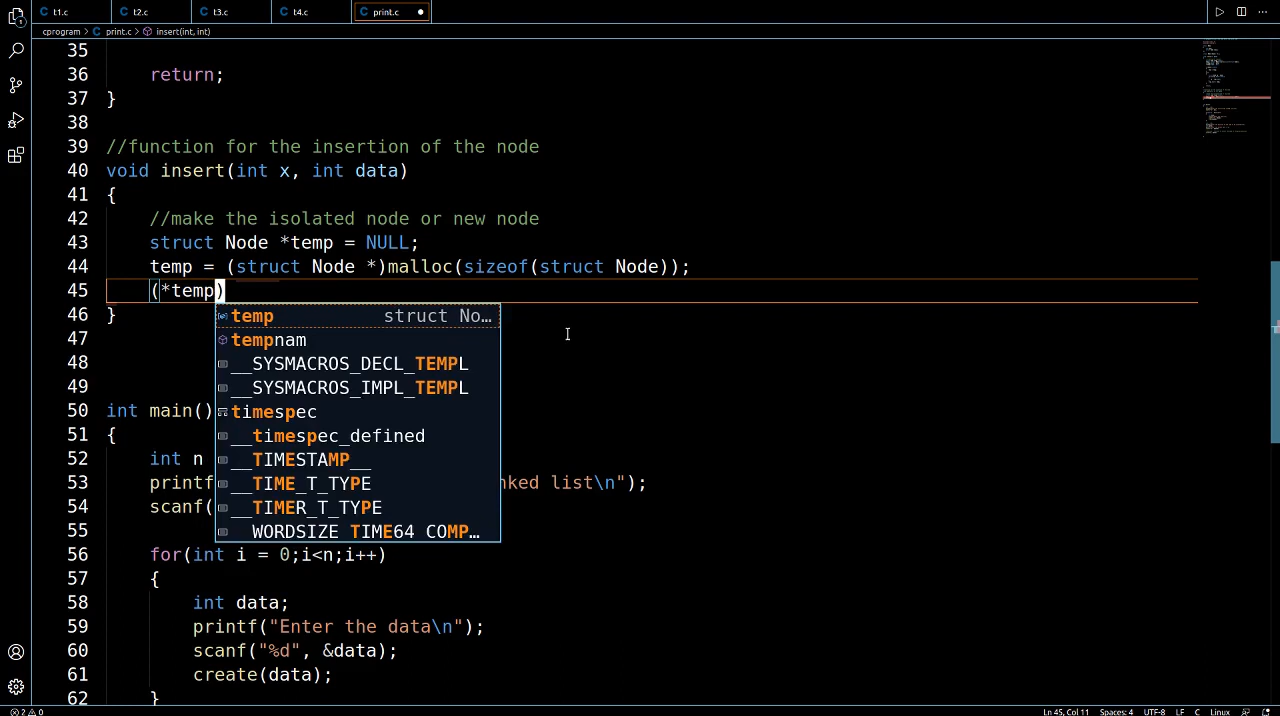 t1.c t2.c t3.c t4.c print.c
cprogram > print.c > insert(int, int)
35
36 return;
37 }
38
39 //function for the insertion of the node
40 void insert(int x, int data)
41 {
42 //make the isolated node or new node
43 struct Node *temp = NULL;
44 temp = (struct Node *)malloc(sizeof(struct Node));
45 (*temp)
46 } temp struct No…
47 tempnam
48 __SYSMACROS_DECL_TEMPL
49 __SYSMACROS_IMPL_TEMPL
50 int main() timespec
51 { __timespec_defined
52 int n __TIMESTAMP__
53 printf __TIME_T_TYPE nked list\n");
54 scanf( __TIMER_T_TYPE
55 __WORDSIZE_TIME64_COMP…
56 for(int i = 0;i<n;i++)
57 {
58 int data;
59 printf("Enter the data\n");
60 scanf("%d", &data);
61 create(data);
62 }
2 0 Ln 45, Col 11 Spaces: 4 UTF-8 LF C Linux